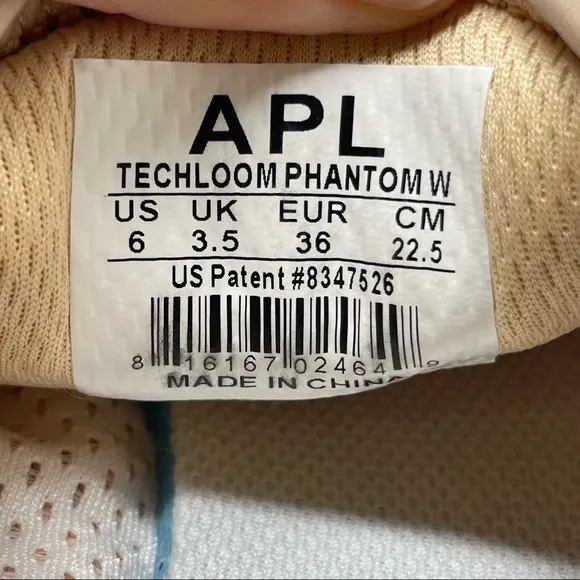 APL
TECHLOOM PHANTOM W
US UK EUR CM
6 3.5 36 22.5
US Patent #8347526
8 16167 02464 9
MADE IN CHINA